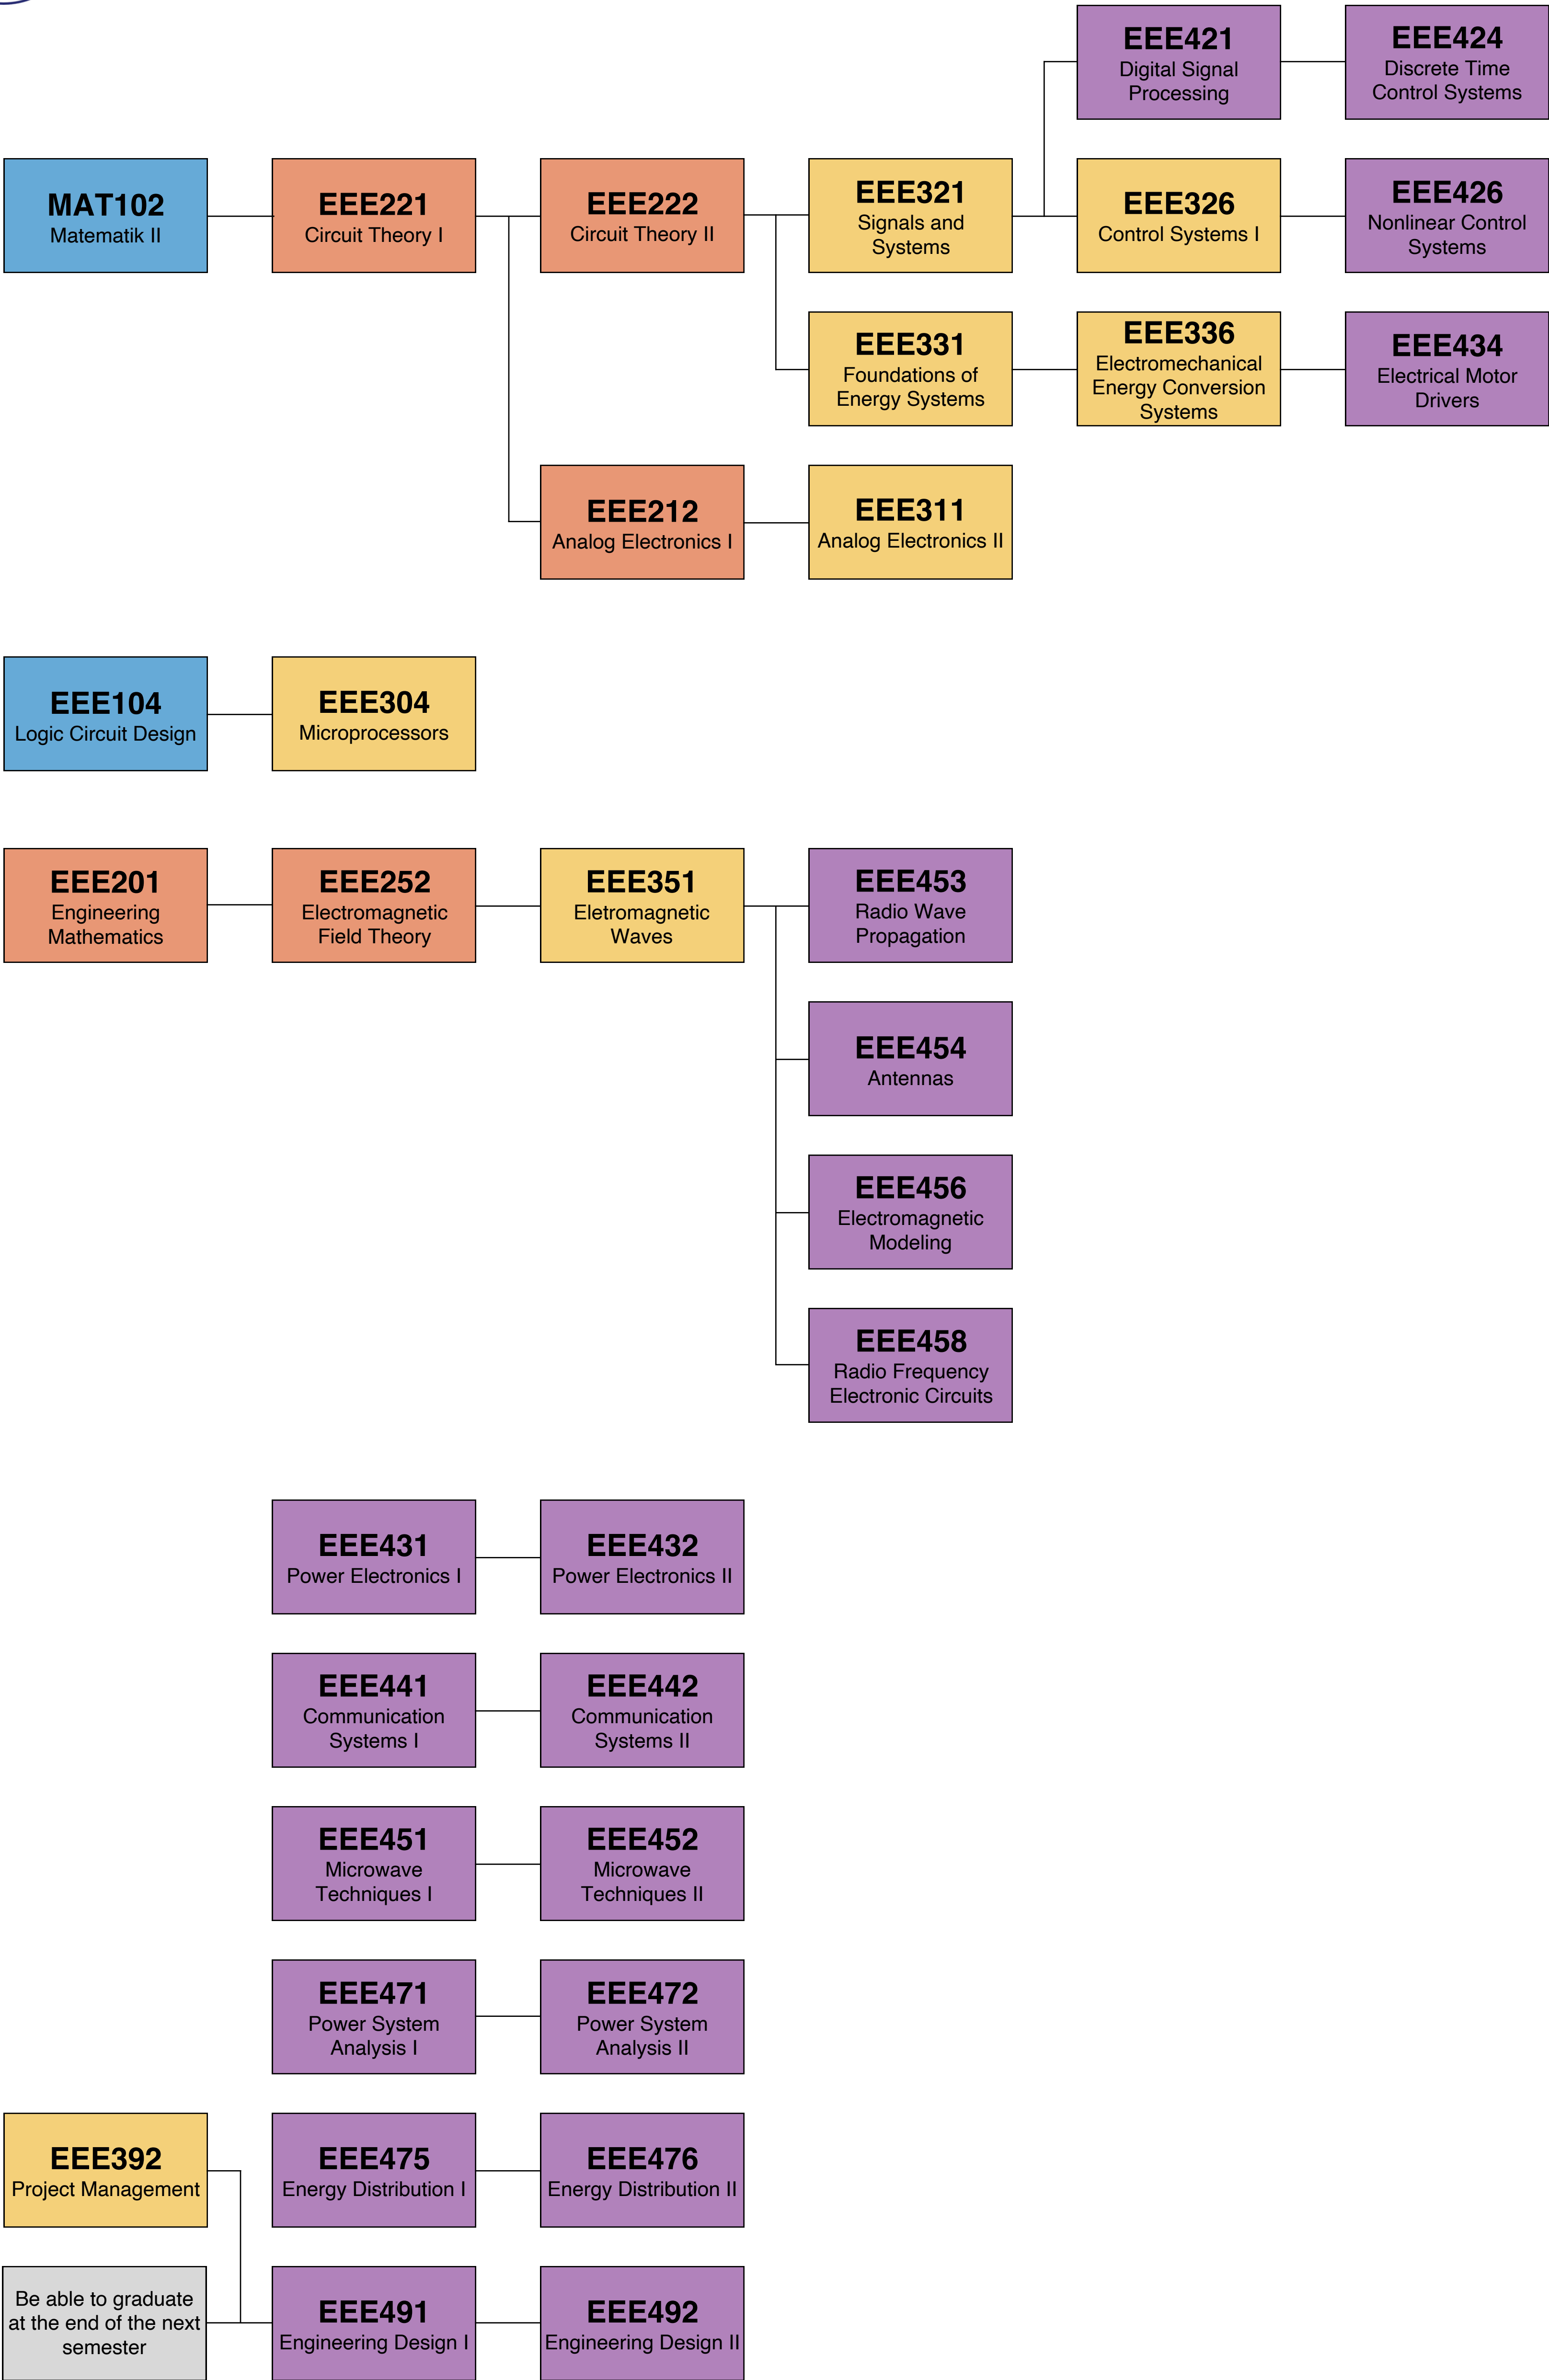 EEE421
Digital Signal
Processing
EEE424
Discrete Time
Control Systems
MAT102
Matematik II
EEE221
Circuit Theory I
EEE222
Circuit Theory II
EEE321
Signals and
Systems
EEE326
Control Systems I
EEE426
Nonlinear Control
Systems
EEE331
Foundations of
Energy Systems
EEE336
Electromechanical
Energy Conversion
Systems
EEE434
Electrical Motor
Drivers
EEE212
Analog Electronics I
EEE311
Analog Electronics II
EEE104
Logic Circuit Design
EEE304
Microprocessors
EEE201
Engineering
Mathematics
EEE252
Electromagnetic
Field Theory
EEE351
Eletromagnetic
Waves
EEE453
Radio Wave
Propagation
EEE454
Antennas
EEE456
Electromagnetic
Modeling
EEE458
Radio Frequency
Electronic Circuits
EEE431
Power Electronics I
EEE432
Power Electronics II
EEE441
Communication
Systems I
EEE442
Communication
Systems II
EEE451
Microwave
Techniques I
EEE452
Microwave
Techniques II
EEE471
Power System
Analysis I
EEE472
Power System
Analysis II
EEE392
Project Management
EEE475
Energy Distribution I
EEE476
Energy Distribution II
Be able to graduate
at the end of the next
semester
EEE491
Engineering Design I
EEE492
Engineering Design II